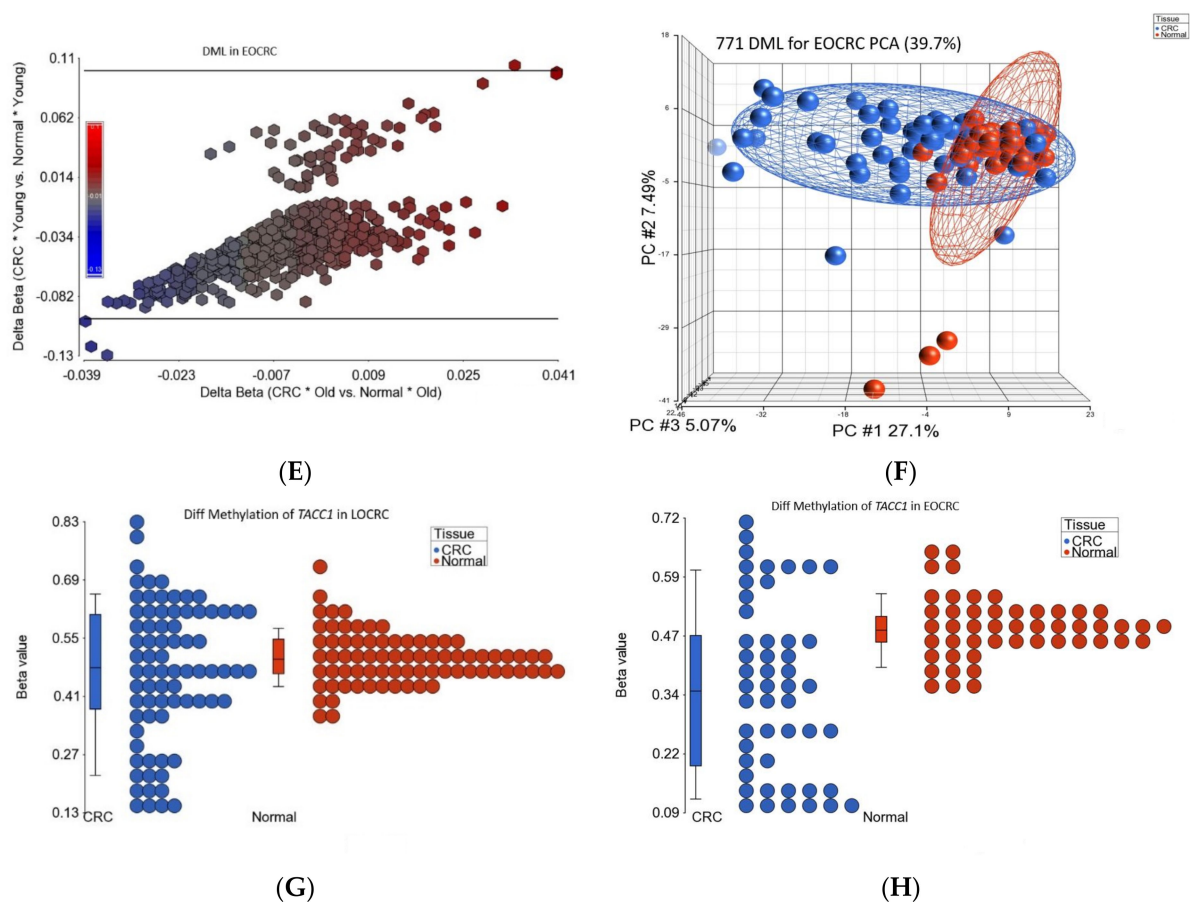 DML in EOCRC
0.11
0.062
0.014
-0.034
-0.082
-0.13
Delta Beta (CRC * Young vs. Normal * Young)
-0.01
-0.13
-0.039
-0.023
-0.007
0.009
0.025
0.041
Delta Beta (CRC * Old vs. Normal * Old)
(E)
Tissue
CRC
Normal
771 DML for EOCRC PCA (39.7%)
18
6
-5
-17
-29
-41
PC #2 7.49%
-46
-32
-18
-4
9
23
PC #3 5.07%
PC #1 27.1%
(F)
Diff Methylation of TACC1 in LOCRC
Tissue
CRC
Normal
0.83
0.69
0.55
0.41
0.27
0.13
Beta value
CRC
Normal
(G)
Diff Methylation of TACC1 in EOCRC
Tissue
CRC
Normal
0.72
0.59
0.47
0.34
0.22
0.09
Beta value
CRC
Normal
(H)